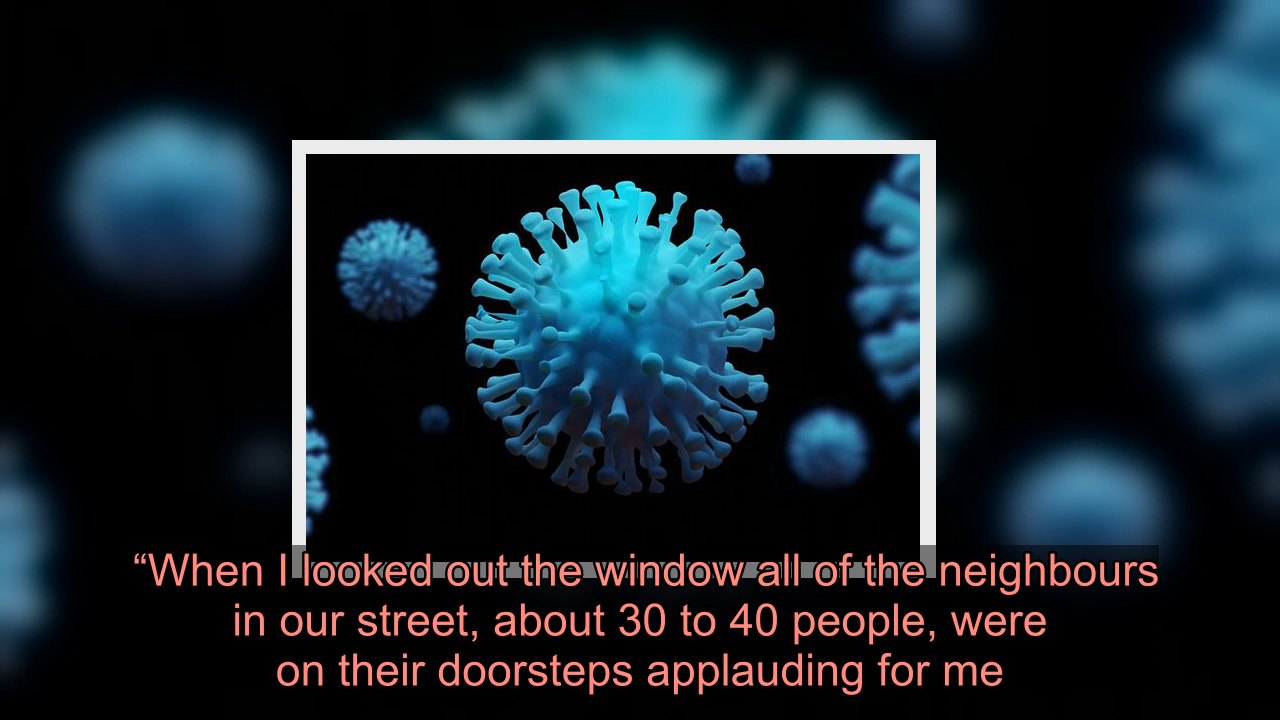 “When I looked out the window all of the neighbours
in our street, about 30 to 40 people, were
on their doorsteps applauding for me